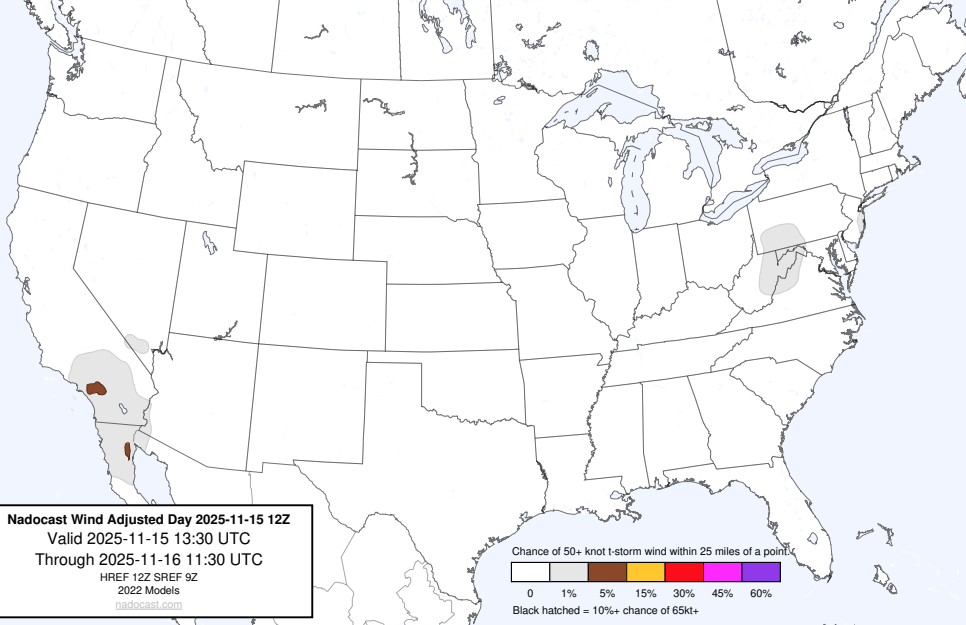 Nadocast Wind Adjusted Day 2025-11-15 12Z
Valid 2025-11-15 13:30 UTC
Through 2025-11-16 11:30 UTC
HREF 12Z SREF 9Z
2022 Models
nadocast.com
Chance of 50+ knot t-storm wind within 25 miles of a point.
0 1% 5% 15% 30% 45% 60%
Black hatched = 10%+ chance of 65kt+